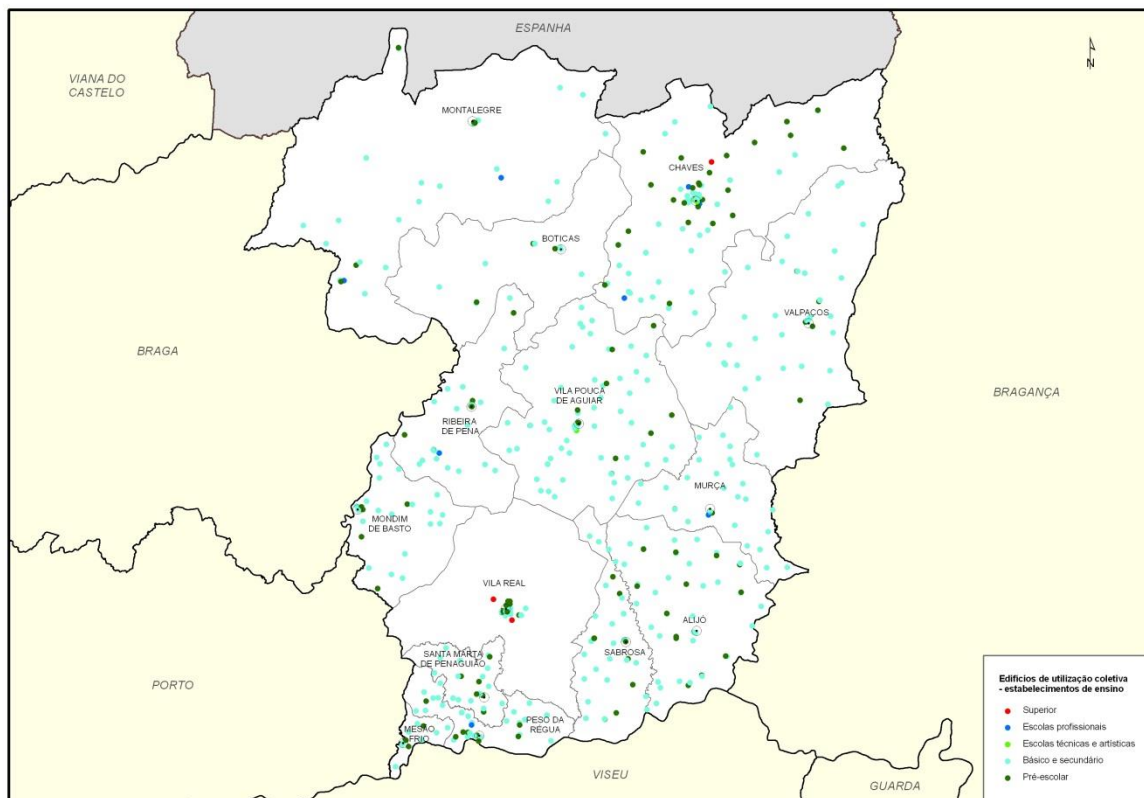 ESPANHA
N
VIANA DO
CASTELO
MONTALEGRE
CHAVES
BOTICAS
VALPAÇOS
BRAGA
BRAGANÇA
VILA POUCA
DE AGUIAR
RIBEIRA
DE PENA
MURÇA
MONDIM
DE BASTO
VILA REAL
ALIJÓ
SABROSA
SANTA MARTA
DE PENAGUIÃO
PORTO
PESO DA
RÉGUA
MESÃO
FRIO
VISEU
GUARDA
Edifícios de utilização coletiva
- estabelecimentos de ensino
Superior
Escolas profissionais
Escolas técnicas e artísticas
Básico e secundário
Pré-escolar